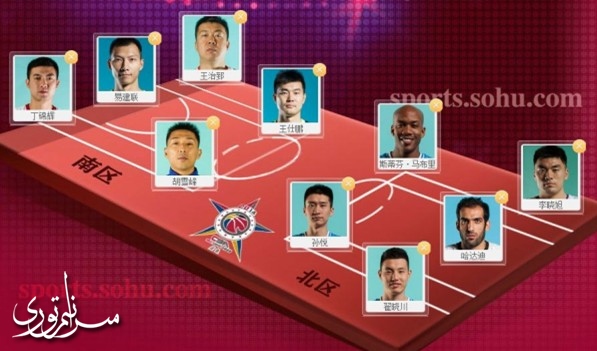 王治郅
易建联
丁锦辉
王仕鹏
sports.sohu.com
斯蒂芬·马布里
胡雪峰
南区
李晓旭
孙悦
哈达迪
北区
sports.sohu.com
翟晓川